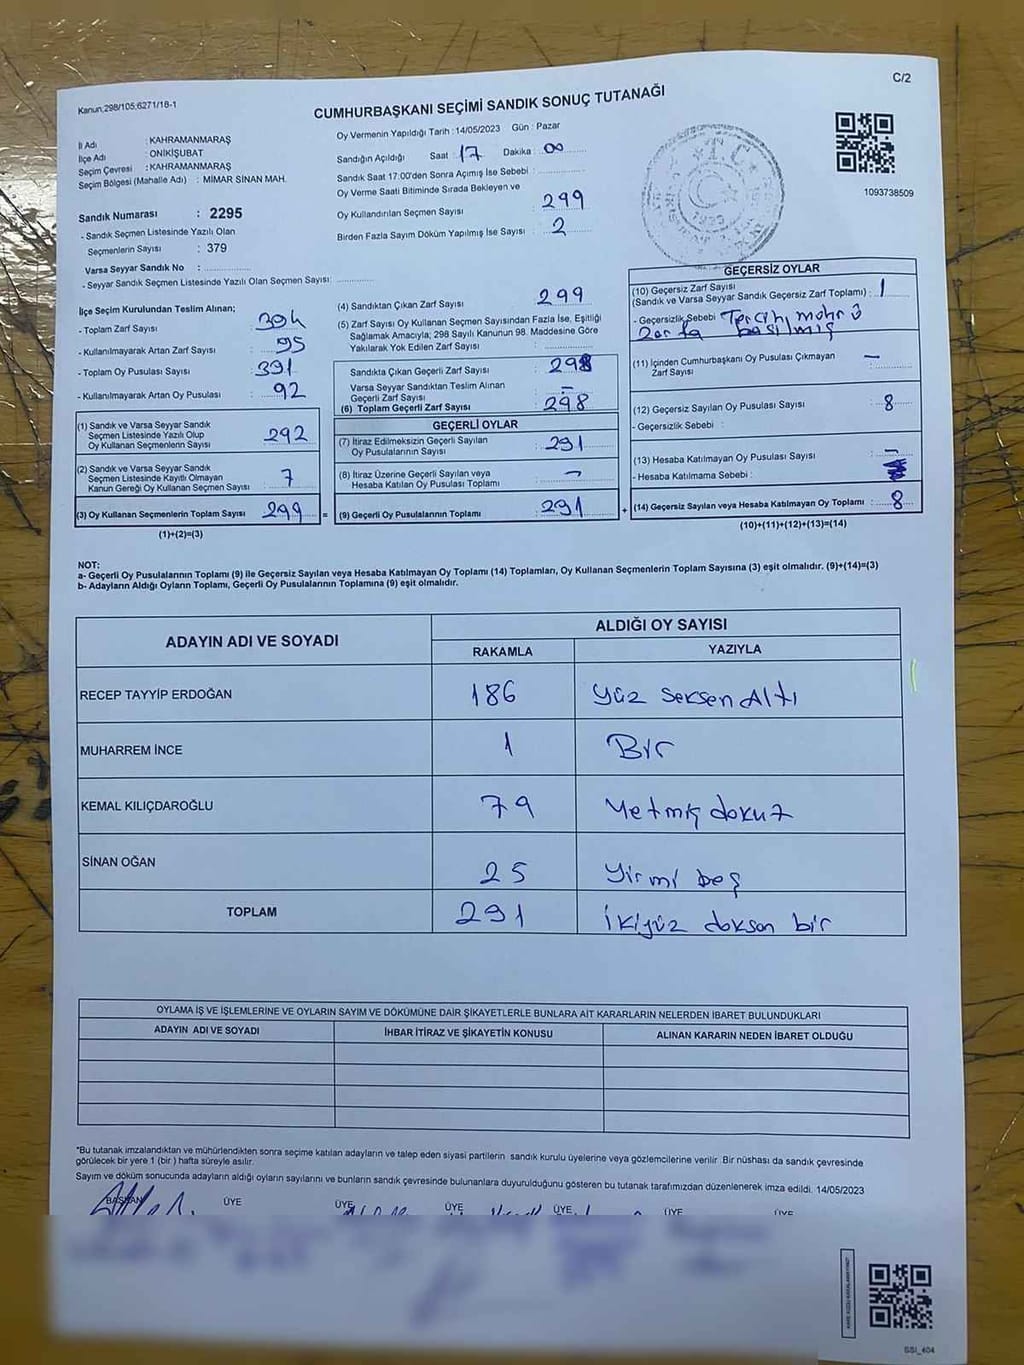 C/2
Kanun:298/105;6271/16-1
CUMHURBAŞKANI SEÇİMİ SANDIK SONUÇ TUTANAĞI
İl Adı : KAHRAMANMARAŞ
İlçe Adı : ONİKİŞUBAT
Seçim Çevresi : KAHRAMANMARAŞ
Seçim Bölgesi (Mahalle Adı) : MİMAR SİNAN MAH.
Sandık Numarası : 2295
- Sandık Seçmen Listesinde Yazılı Olan
Seçmenlerin Sayısı : 379
Varsa Seyyar Sandık No : ................
- Seyyar Sandık Seçmen Listesinde Yazılı Olan Seçmen Sayısı: ............
Oy Vermenin Yapıldığı Tarih : 14/05/2023 Gün : Pazar
Sandığın Açıldığı Saat : 17 Dakika : 00
Sandık Saat 17:00'den Sonra Açımış İse Sebebi : ................
Oy Verme Saati Bitiminde Sırada Bekleyen ve
Oy Kullandırılan Seçmen Sayısı : 299
Birden Fazla Sayım Döküm Yapılmış İse Sayısı : 2
1093738509
İlçe Seçim Kurulundan Teslim Alınan;
- Toplam Zarf Sayısı : 394
- Kullanılmayarak Artan Zarf Sayısı : 95
- Toplam Oy Pusulası Sayısı : 391
- Kullanılmayarak Artan Oy Pusulası : 92
(1) Sandık ve Varsa Seyyar Sandık
Seçmen Listesinde Yazılı Olup
Oy Kullanan Seçmenlerin Sayısı : 292
(2) Sandık ve Varsa Seyyar Sandık
Seçmen Listesinde Kayıtlı Olmayan
Kanun Gereği Oy Kullanan Seçmen Sayısı : 7
(3) Oy Kullanan Seçmenlerin Toplam Sayısı : 299 =
(1)+(2)=(3)
(4) Sandıktan Çıkan Zarf Sayısı : 299
(5) Zarf Sayısı Oy Kullanan Seçmen Sayısından Fazla İse, Eşitliği
Sağlamak Amacıyla; 298 Sayılı Kanunun 98. Maddesine Göre
Yakılarak Yok Edilen Zarf Sayısı : ............
Sandıkta Çıkan Geçerli Zarf Sayısı : 298
Varsa Seyyar Sandıktan Teslim Alınan
Geçerli Zarf Sayısı : –
(6) Toplam Geçerli Zarf Sayısı : 298
GEÇERLİ OYLAR
(7) İtiraz Edilmeksizin Geçerli Sayılan
Oy Pusulalarının Sayısı : 291
(8) İtiraz Üzerine Geçerli Sayılan veya
Hesaba Katılan Oy Pusulası Toplamı : –
(9) Geçerli Oy Pusulalarının Toplamı : 291 +
GEÇERSİZ OYLAR
(10) Geçersiz Zarf Sayısı
(Sandık ve Varsa Seyyar Sandık Geçersiz Zarf Toplamı) : 1
- Geçersizlik Sebebi : Tercihi mohrü
Zarfa basılmış
(11) İçinden Cumhurbaşkanı Oy Pusulası Çıkmayan
Zarf Sayısı : –
(12) Geçersiz Sayılan Oy Pusulası Sayısı : 8
- Geçersizlik Sebebi :
(13) Hesaba Katılmayan Oy Pusulası Sayısı : –
- Hesaba Katılmama Sebebi :
(14) Geçersiz Sayılan veya Hesaba Katılmayan Oy Toplamı : 8
(10)+(11)+(12)+(13)=(14)
NOT:
a- Geçerli Oy Pusulalarının Toplamı (9) ile Geçersiz Sayılan veya Hesaba Katılmayan Oy Toplamı (14) Toplamları, Oy Kullanan Seçmenlerin Toplam Sayısına (3) eşit olmalıdır. (9)+(14)=(3)
b- Adayların Aldığı Oyların Toplamı, Geçerli Oy Pusulalarının Toplamına (9) eşit olmalıdır.
ADAYIN ADI VE SOYADI ALDIĞI OY SAYISI
RAKAMLA YAZIYLA
RECEP TAYYİP ERDOĞAN 186 Yüz Seksen Altı
MUHARREM İNCE 1 Bir
KEMAL KILIÇDAROĞLU 79 Yetmiş dokuz
SİNAN OĞAN 25 Yirmi beş
TOPLAM 291 İkiyüz doksan bir
OYLAMA İŞ VE İŞLEMLERİNE VE OYLARIN SAYIM VE DÖKÜMÜNE DAİR ŞİKAYETLERLE BUNLARA AİT KARARLARIN NELERDEN İBARET BULUNDUKLARI
ADAYIN ADI VE SOYADI İHBAR İTİRAZ VE ŞİKAYETİN KONUSU ALINAN KARARIN NEDEN İBARET OLDUĞU
*Bu tutanak imzalandıktan ve mühürlendikten sonra seçime katılan adayların ve talep eden siyasi partilerin sandık kurulu üyelerine veya gözlemcilerine verilir .Bir nüshası da sandık çevresinde
görülecek bir yere 1 (bir ) hafta süreyle asılır.
Sayım ve döküm sonucunda adayların aldığı oyların sayılarını ve bunların sandık çevresinde bulunanlara duyurulduğunu gösteren bu tutanak tarafımızdan düzenlenerek imza edildi. 14/05/2023
BAŞKAN ÜYE ÜYE ÜYE ÜYE ÜYE ÜYE
SSI_404